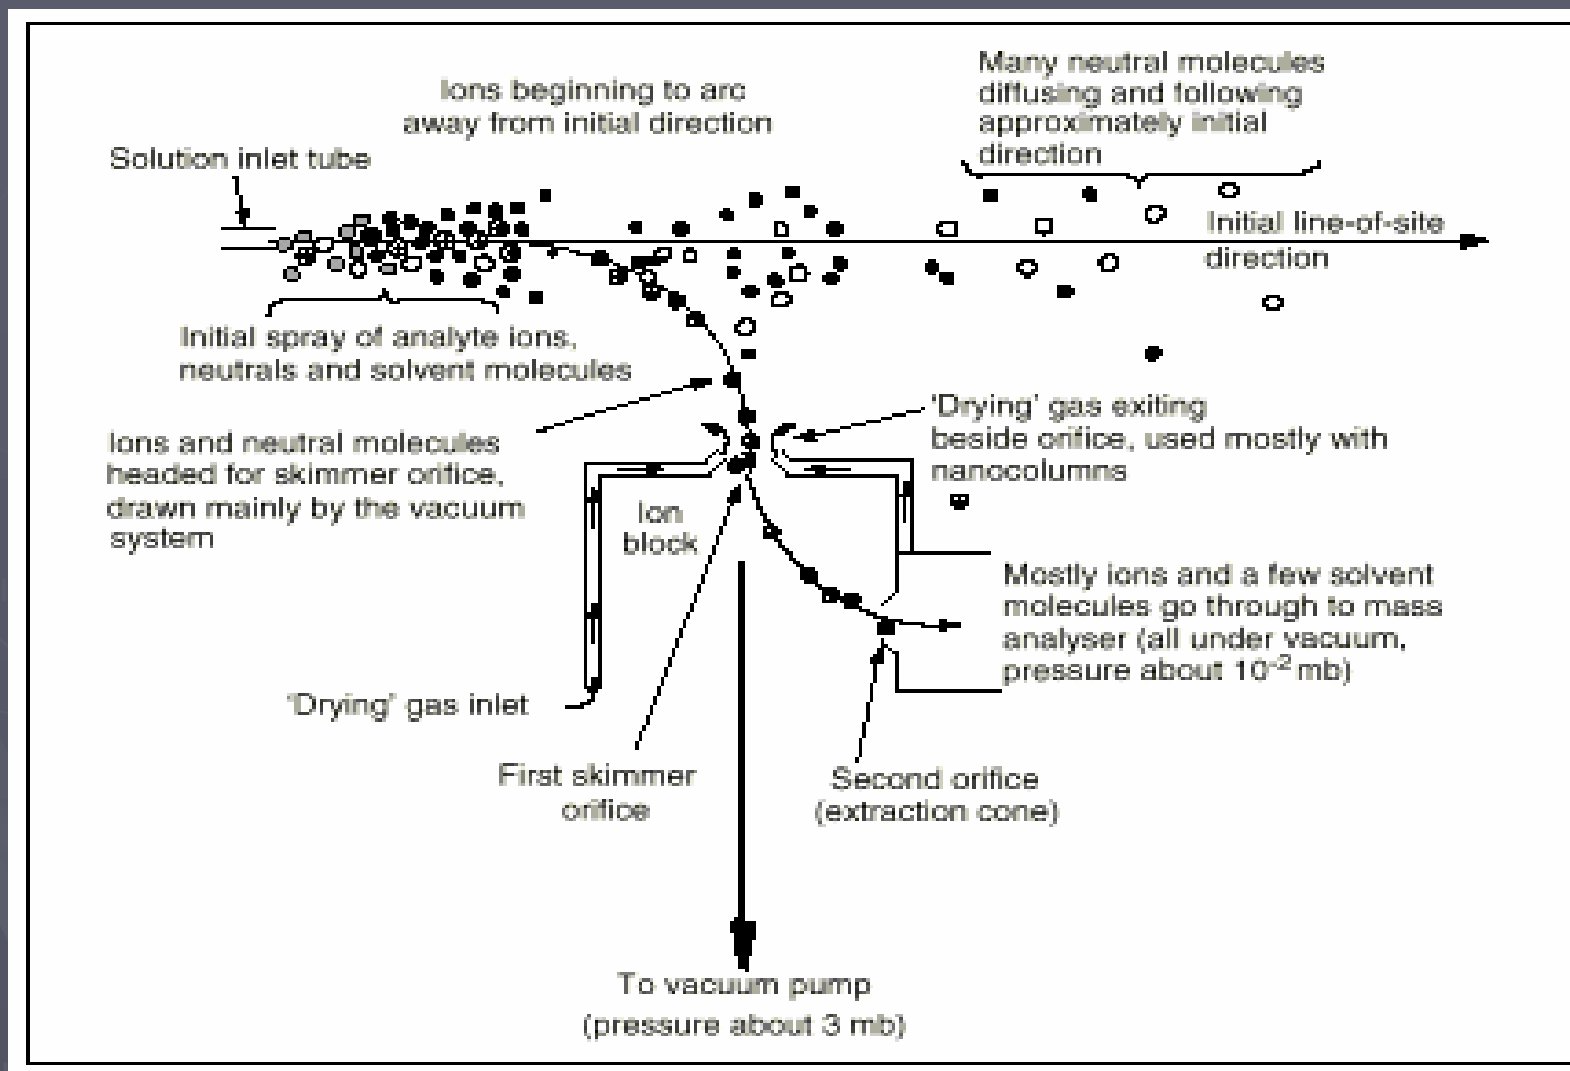 Ions beginning to arc
away from initial direction
Many neutral molecules
diffusing and following
approximately initial
direction
Solution inlet tube
Initial line-of-site
direction
Initial spray of analyte ions,
neutrals and solvent molecules
Ions and neutral molecules
headed for skimmer orifice,
drawn mainly by the vacuum
system
'Drying' gas exiting
beside orifice, used mostly with
nanocolumns
Ion
block
Mostly ions and a few solvent
molecules go through to mass
analyser (all under vacuum,
pressure about 10⁻² mb)
'Drying' gas inlet
First skimmer
orifice
Second orifice
(extraction cone)
To vacuum pump
(pressure about 3 mb)